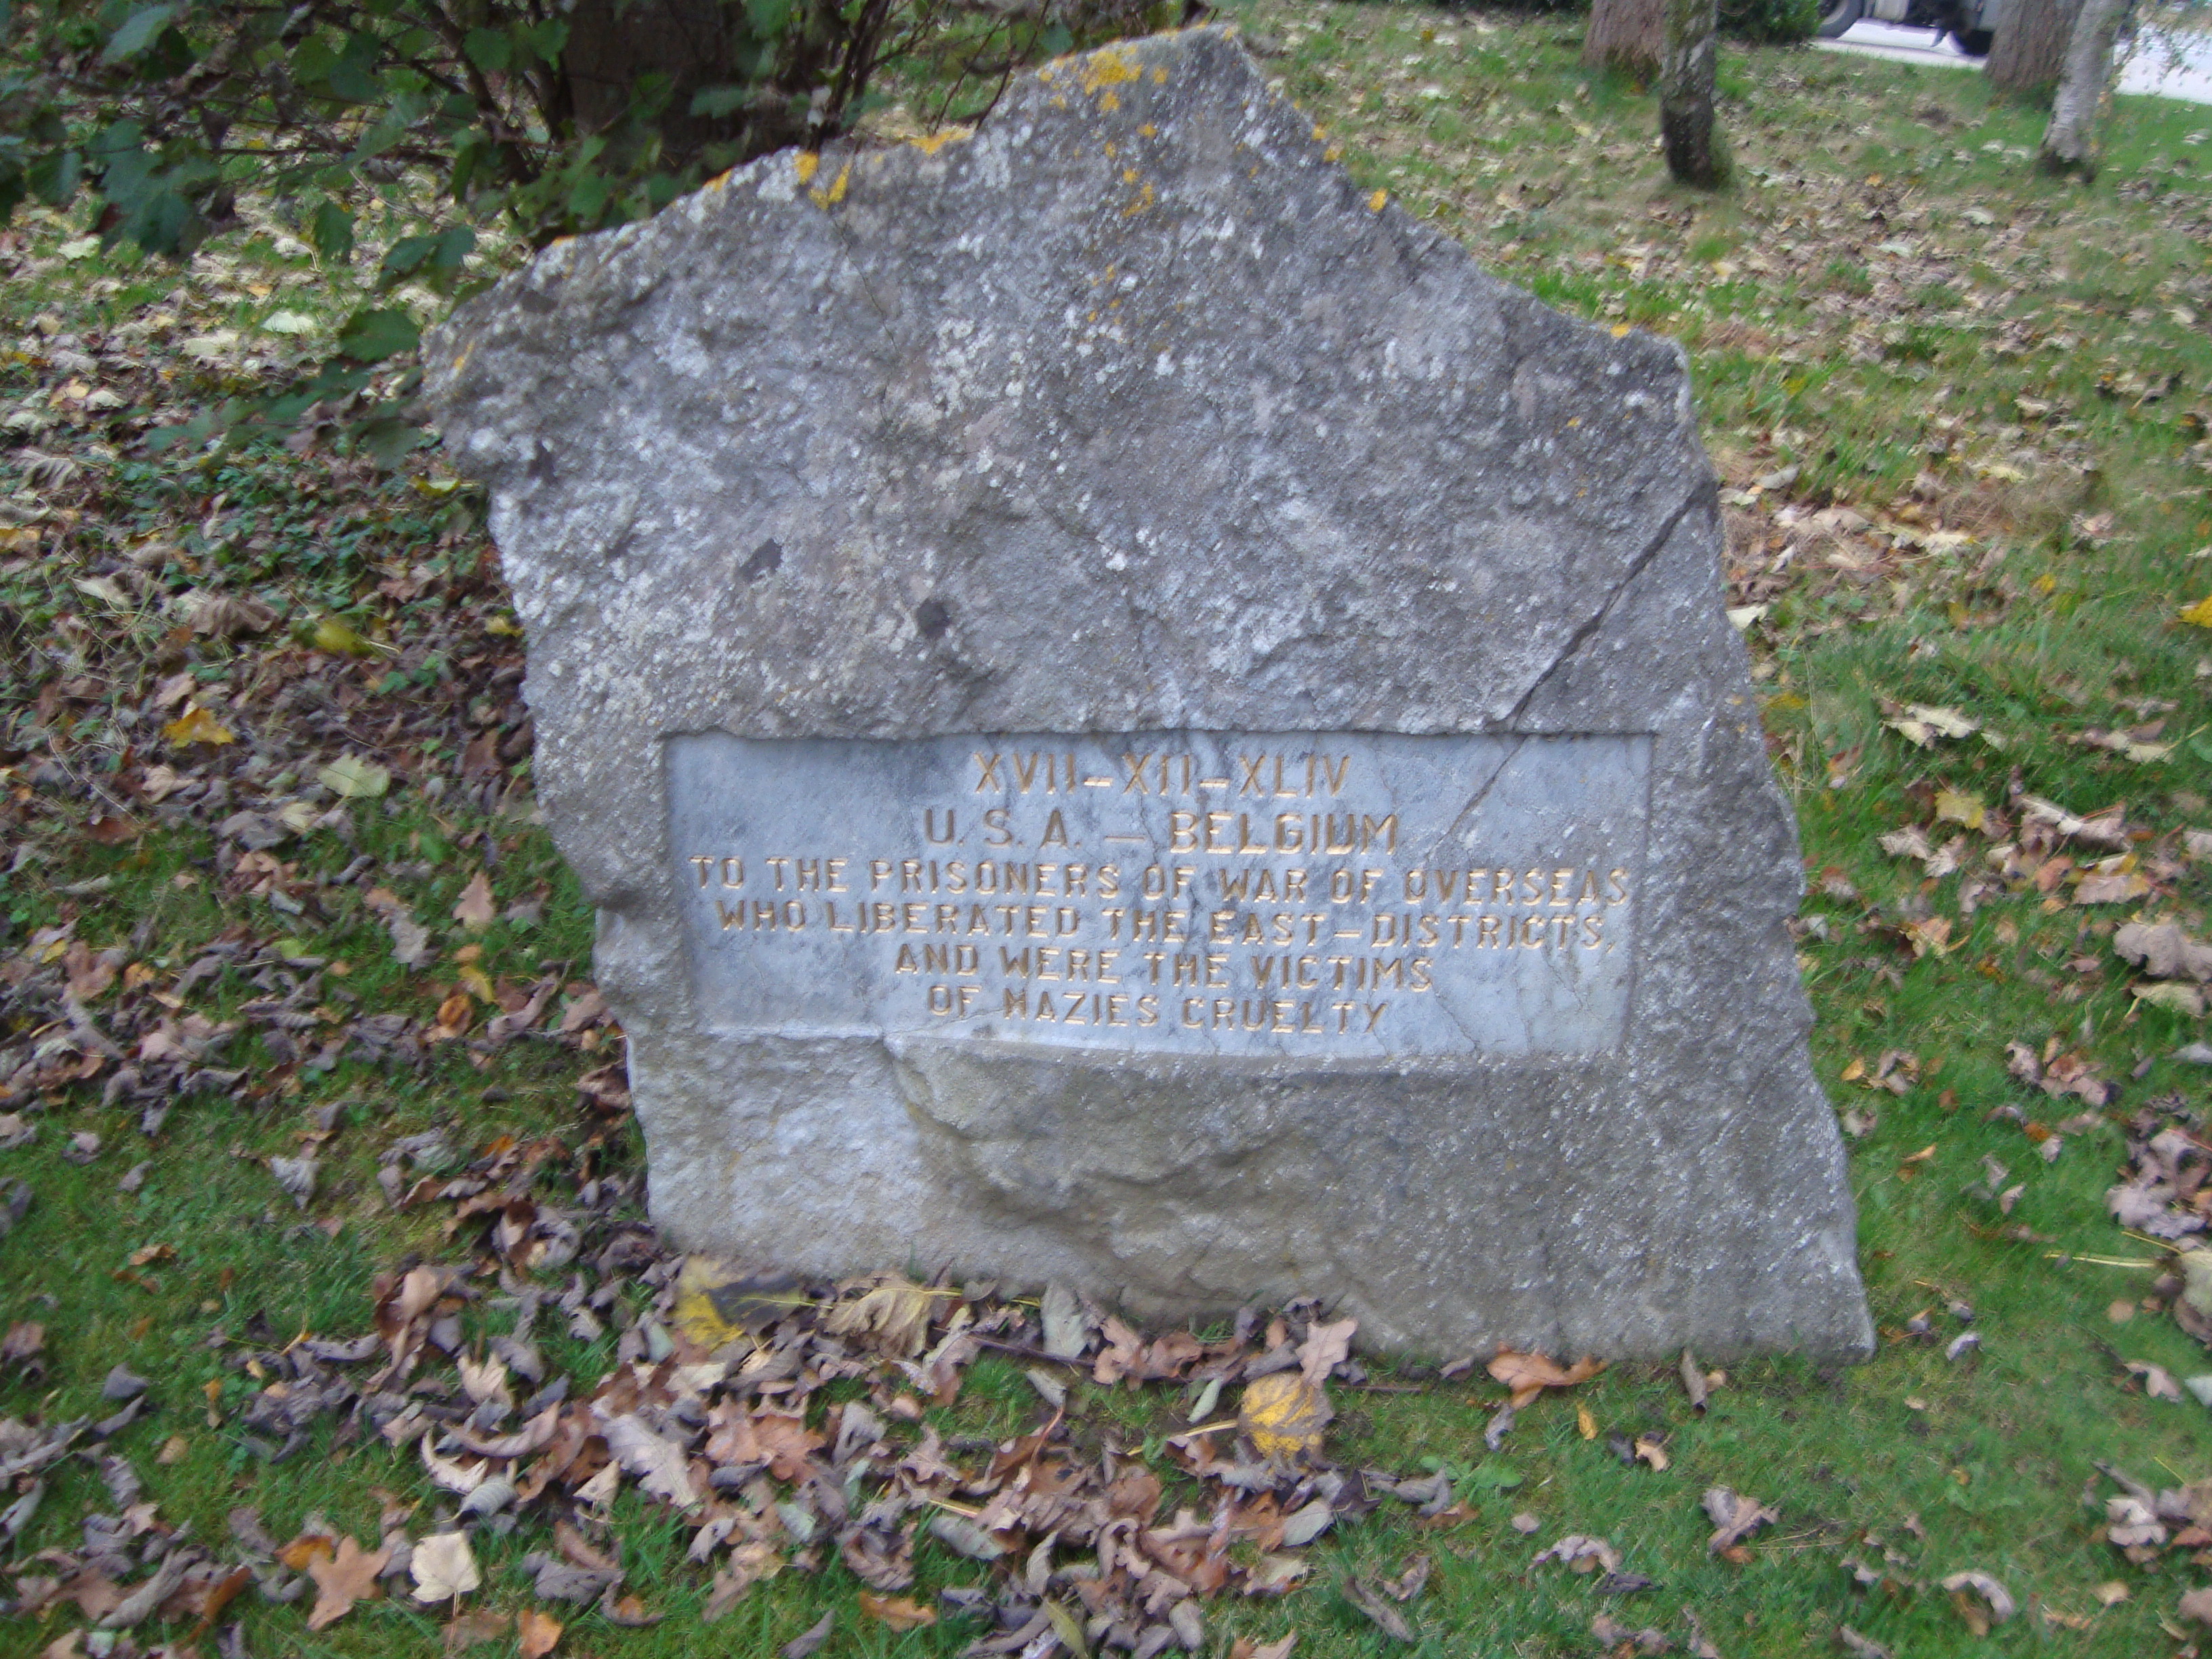 XVII-XII-XLIV
U.S.A. — BELGIUM
TO THE PRISONERS OF WAR OF OVERSEAS
WHO LIBERATED THE EAST-DISTRICTS,
AND WERE THE VICTIMS
OF NAZIES CRUELTY